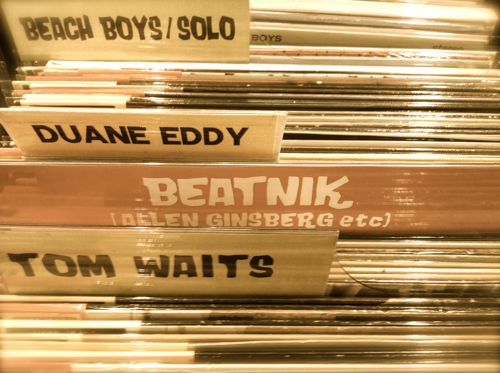 BEACH BOYS/SOLO
BOYS
DUANE EDDY
BEATNIK
[ALLEN GINSBERG etc]
TOM WAITS